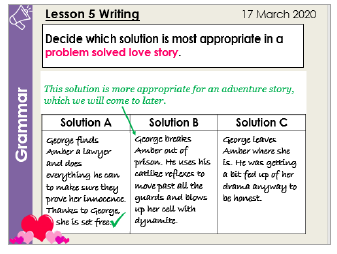 Lesson 5 Writing
17 March 2020
Decide which solution is most appropriate in a
problem solved love story.
Grammar
This solution is more appropriate for an adventure story,
which we will come to later.
Solution A
George finds
Amber a lawyer
and does
everything he can
to make sure they
prove her innocence.
Thanks to George,
she is set free.
Solution B
George breaks
Amber out of
prison. He uses his
catlike reflexes to
move past all the
guards and blows
up her cell with
dynamite.
Solution C
George leaves
Amber where she
is. He was getting
a bit fed up of her
drama anyway to
be honest.